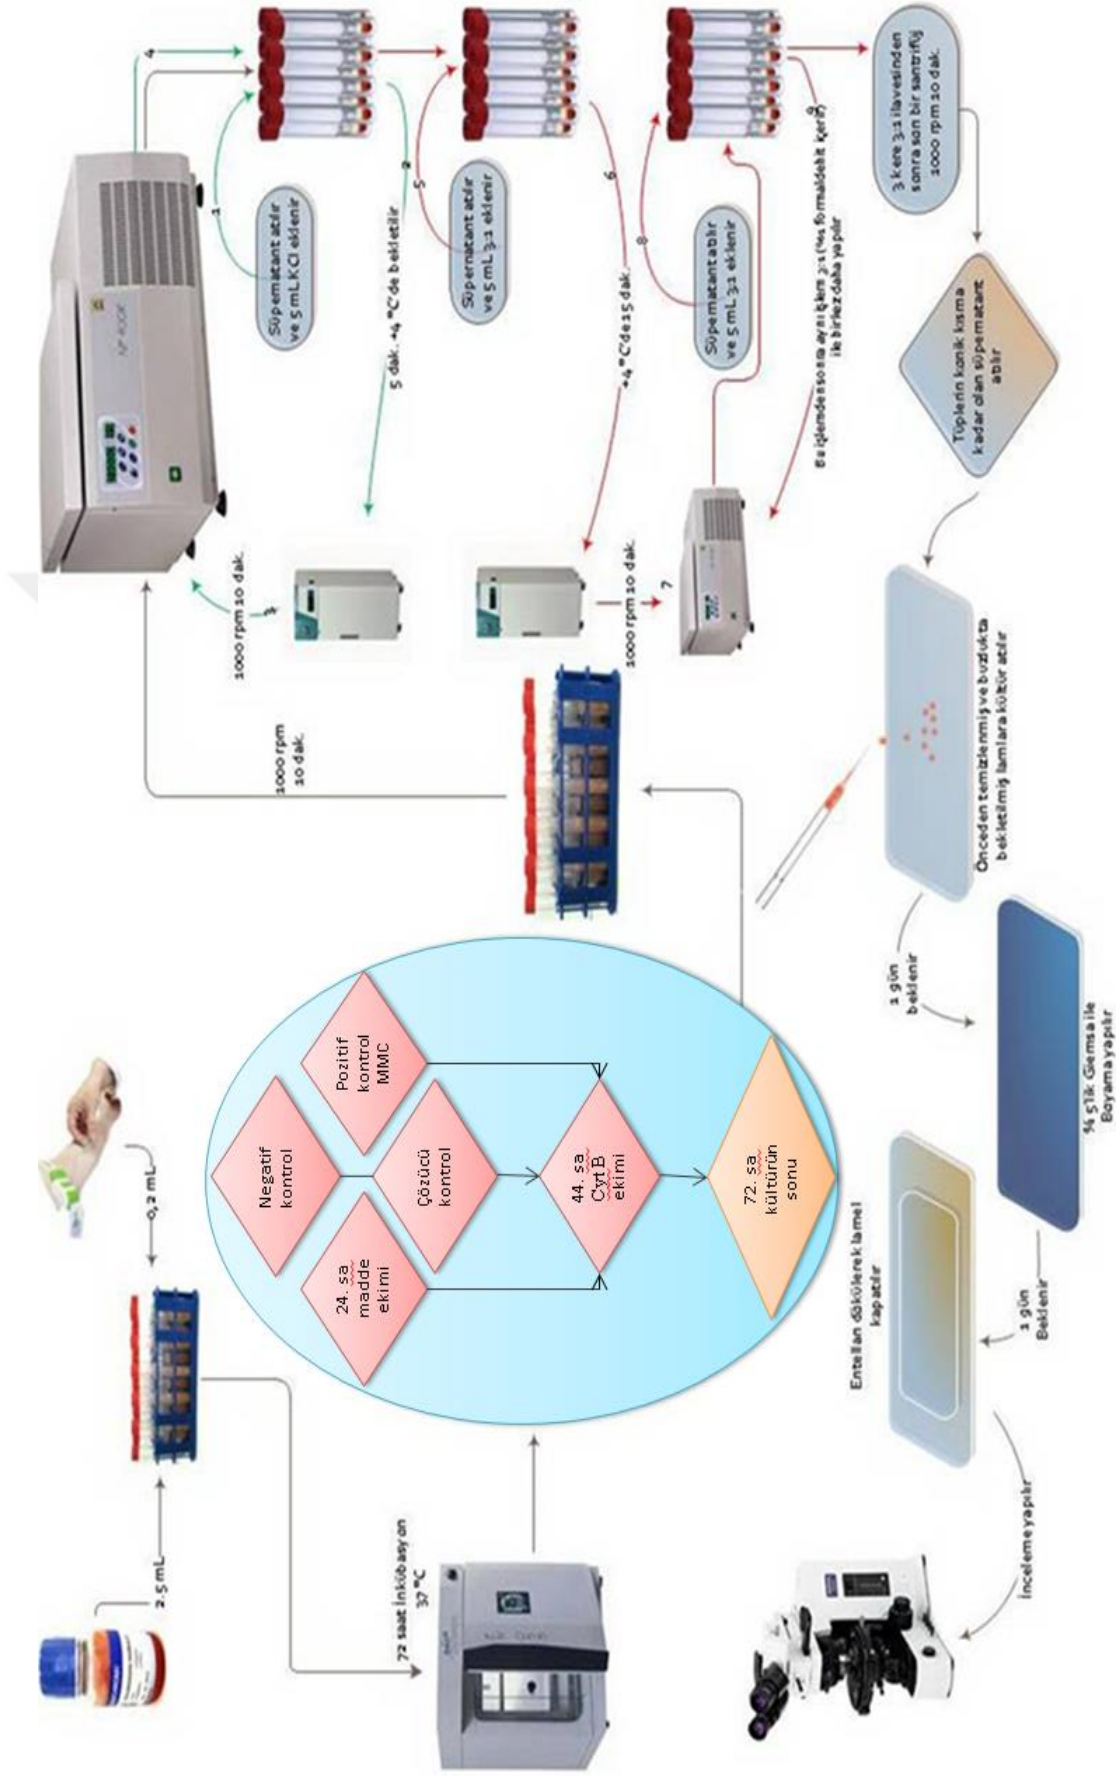 2.5 mL
0,2 mL
72 saat İnkübasyon
37 °C
Negatif
kontrol
24. sa
madde
ekimi
Pozitif
kontrol
MMC
Çözücü
kontrol
44. sa
Cyt B
ekimi
72. sa
kültürün
sonu
1000 rpm
10 dak.
1
Süpernatant atılır
ve 5 mL KCl eklenir
2
5 dak. +4 °C'de bekletilir
3
1000 rpm 10 dak.
4
5
Süpernatant atılır
ve 5 mL 3:1 eklenir
6
+4 °C'de 15 dak.
1000 rpm 10 dak.
7
8
Süpernatant atılır
ve 5 mL 3:1 eklenir
9
Bu işlemden sonra aynı işlem 3:1 (%1 formaldehit içerir)
ile bir kez daha yapılır
3 kere 3:1 ilavesinden
sonra son bir santrifüj
1000 rpm 10 dak.
Tüplerin konik kısma
kadar olan süpernatant
atılır
Önceden temizlenmiş ve buzlukta
bekletilmiş lamlara kültür atılır
1 gün
beklenir
% 5'lik Giemsa ile
Boyama yapılır
1 gün
Beklenir
Entellan dökülerek lamel
kapatılır
İnceleme yapılır